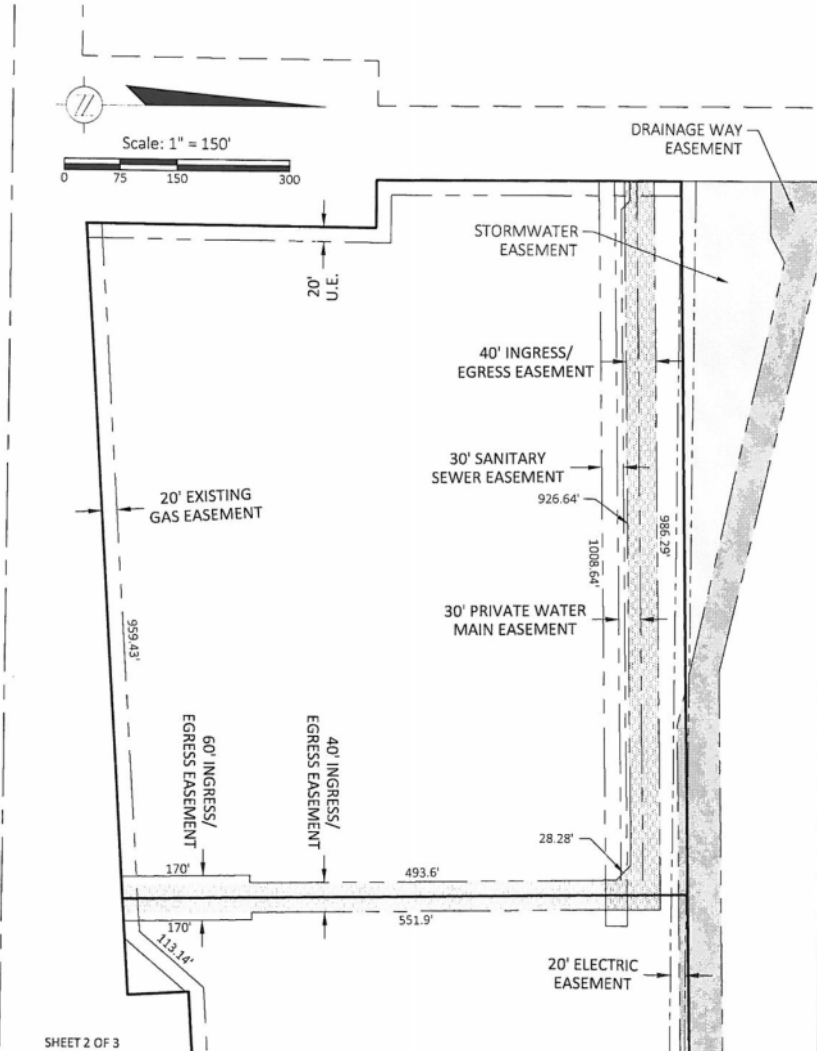 Scale: 1" = 150'
0 75 150 300
DRAINAGE WAY
EASEMENT
STORMWATER
EASEMENT
20'
U.E.
40' INGRESS/
EGRESS EASEMENT
30' SANITARY
SEWER EASEMENT
926.64'
986.29'
1008.64'
20' EXISTING
GAS EASEMENT
30' PRIVATE WATER
MAIN EASEMENT
959.43'
60' INGRESS/
EGRESS EASEMENT
40' INGRESS/
EGRESS EASEMENT
28.28'
170'
493.6'
170'
551.9'
113.14'
20' ELECTRIC
EASEMENT
SHEET 2 OF 3